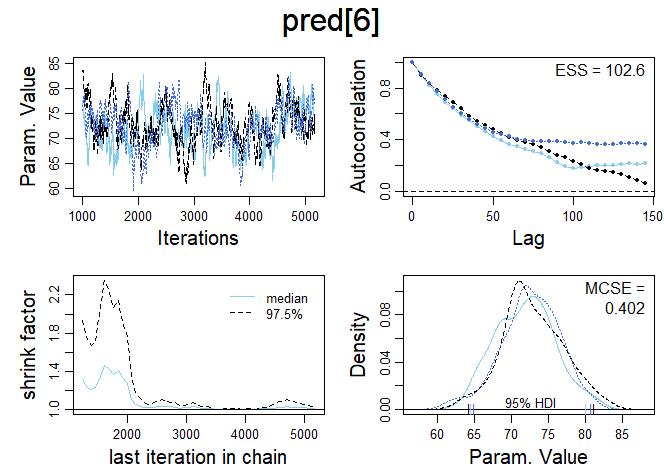 pred[6]
Param. Value
60 65 70 75 80 85
1000 2000 3000 4000 5000
Iterations
Autocorrelation
0.0 0.4 0.8
ESS = 102.6
0 50 100 150
Lag
shrink factor
1.0 1.4 1.8 2.2
median
97.5%
2000 3000 4000 5000
last iteration in chain
Density
0.00 0.04 0.08
MCSE =
0.402
95% HDI
60 65 70 75 80 85
Param. Value